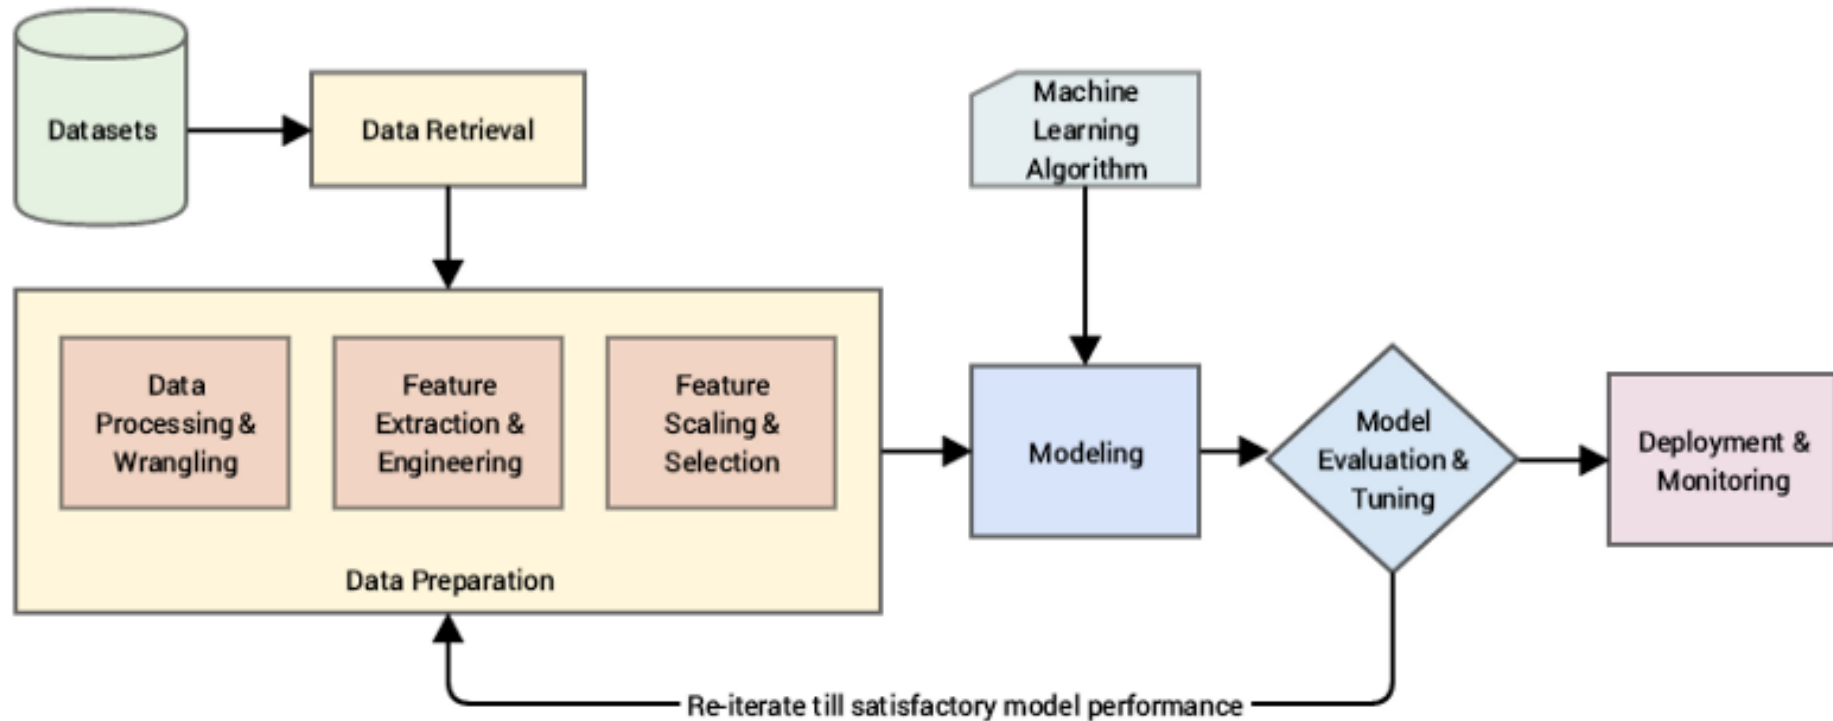 Datasets
Data Retrieval
Machine
Learning
Algorithm
Data
Processing &
Wrangling
Feature
Extraction &
Engineering
Feature
Scaling &
Selection
Data Preparation
Modeling
Model
Evaluation &
Tuning
Deployment &
Monitoring
Re-iterate till satisfactory model performance